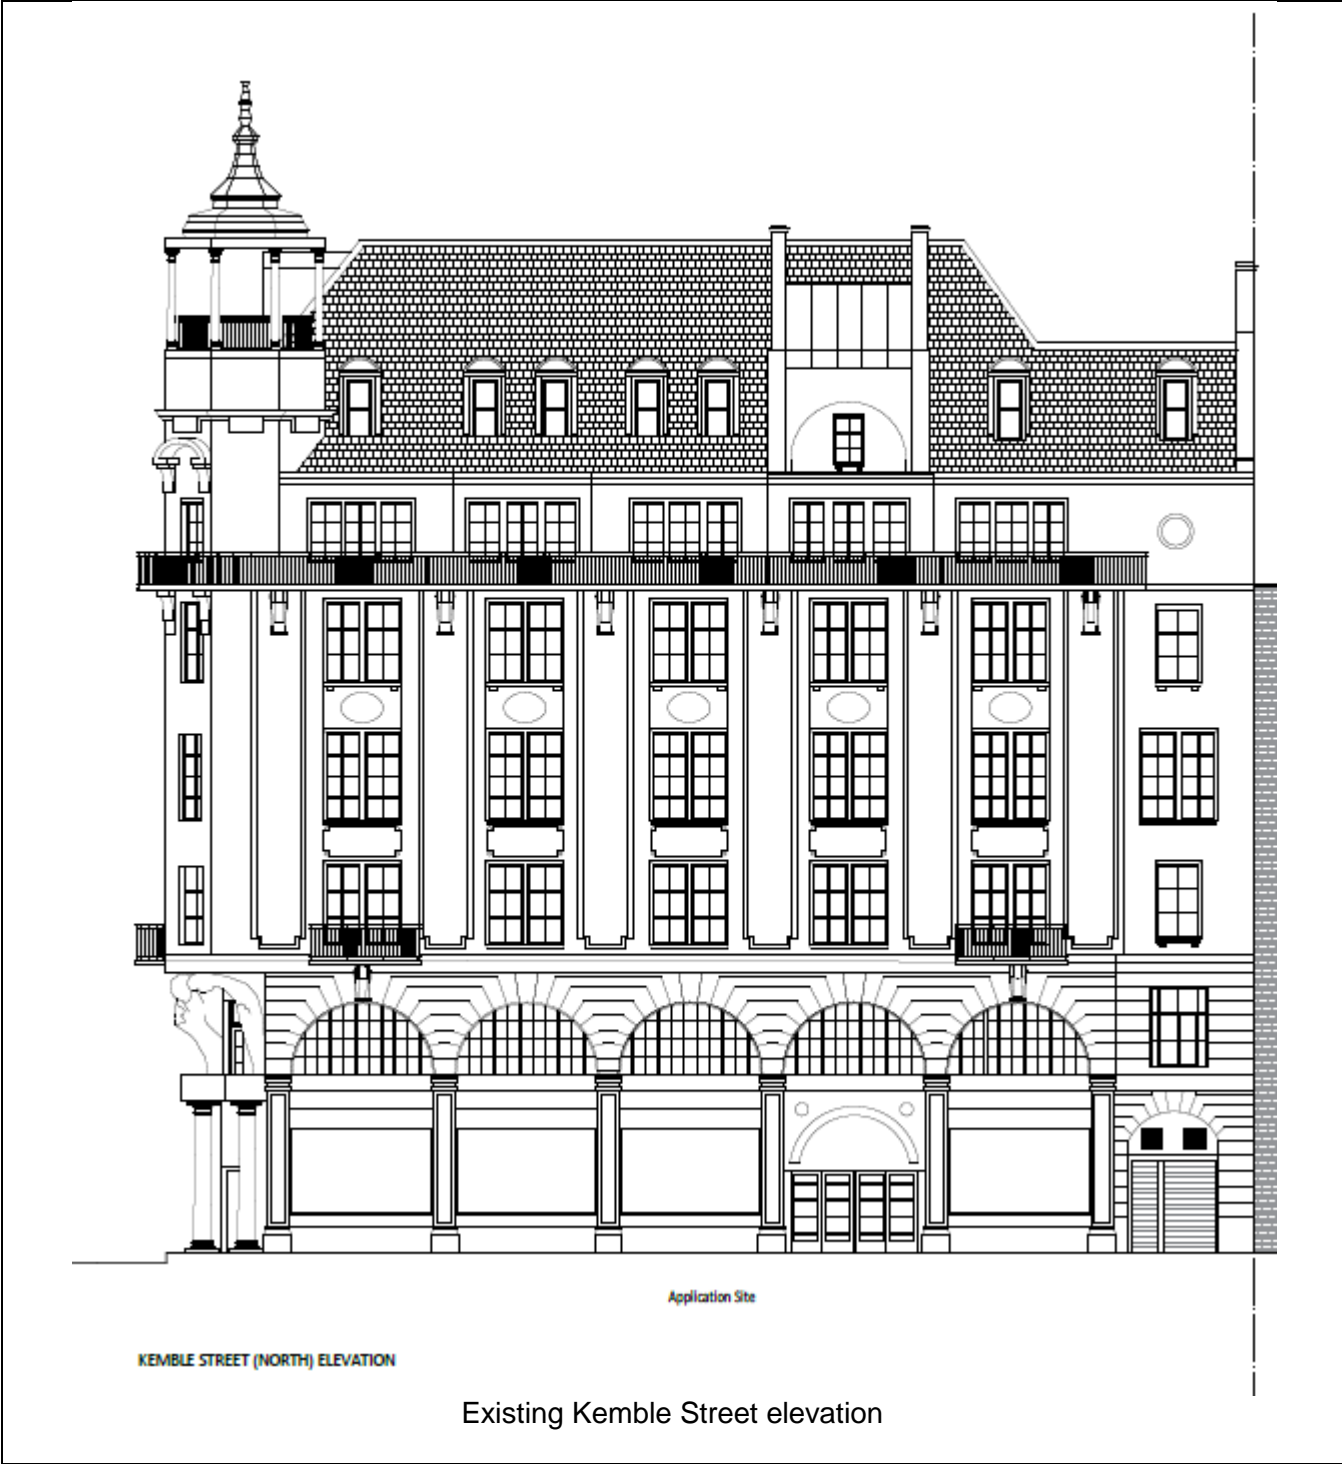 Application Site
KEMBLE STREET (NORTH) ELEVATION
Existing Kemble Street elevation